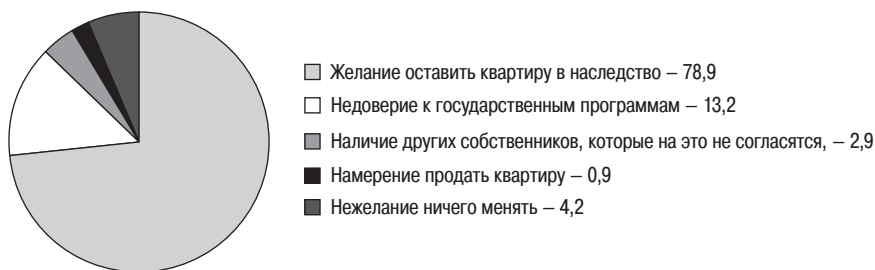 Желание оставить квартиру в наследство – 78,9
Недоверие к государственным программам – 13,2
Наличие других собственников, которые на это не согласятся, – 2,9
Намерение продать квартиру – 0,9
Нежелание ничего менять – 4,2